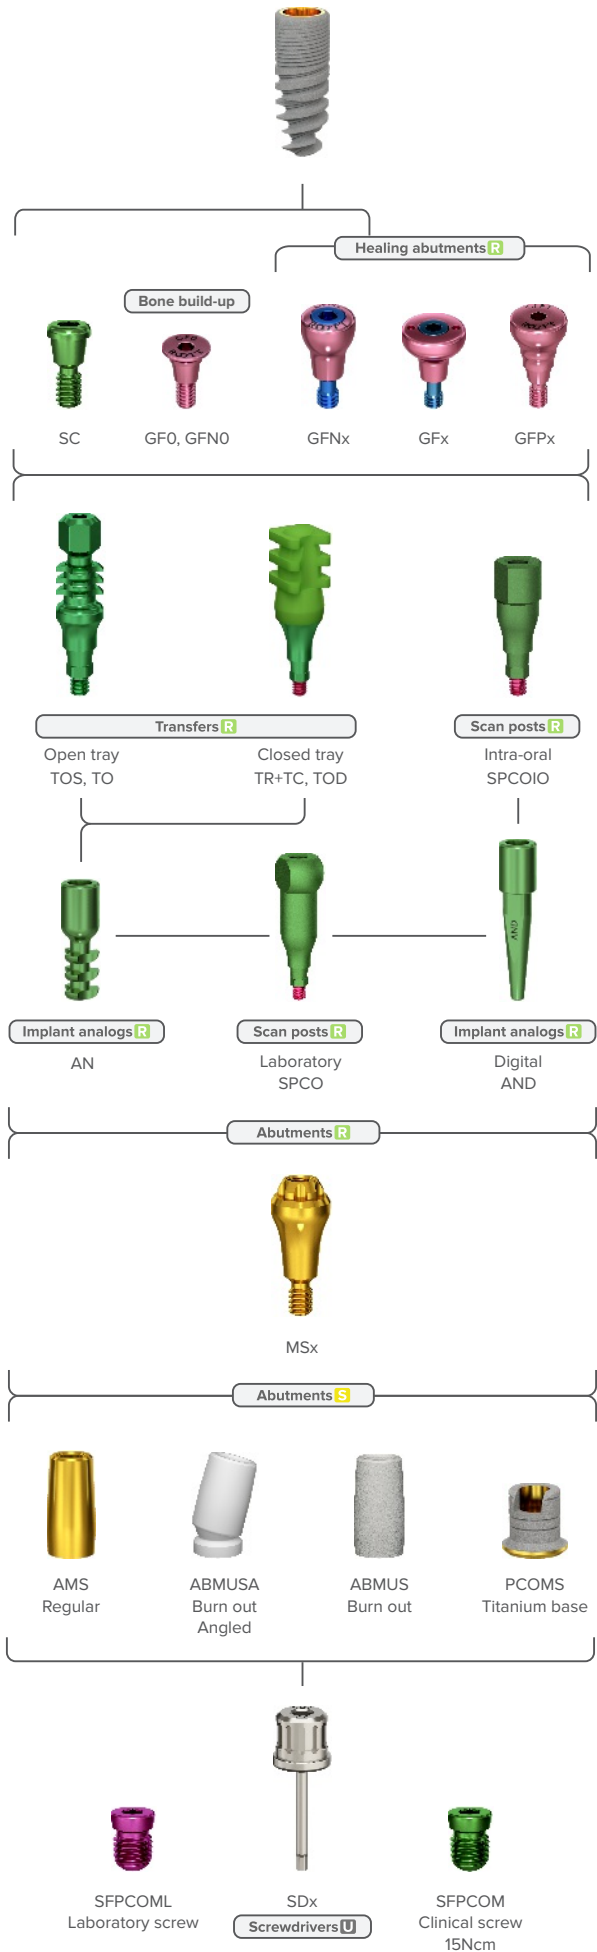 Healing abutments R
Bone build-up
GF0
SC
GF0, GFN0
GFNx
GFx
GFPx
Transfers R
Scan posts R
Open tray
Closed tray
Intra-oral
TOS, TO
TR+TC, TOD
SPCOIO
AND
Implant analogs R
Scan posts R
Implant analogs R
AN
Laboratory
Digital
SPCO
AND
Abutments R
MSx
Abutments S
AMS
ABMUSA
ABMUS
PCOMS
Regular
Burn out
Burn out
Titanium base
Angled
SFPCOML
SDx
SFPCOM
Laboratory screw
Screwdrivers U
Clinical screw
15Ncm